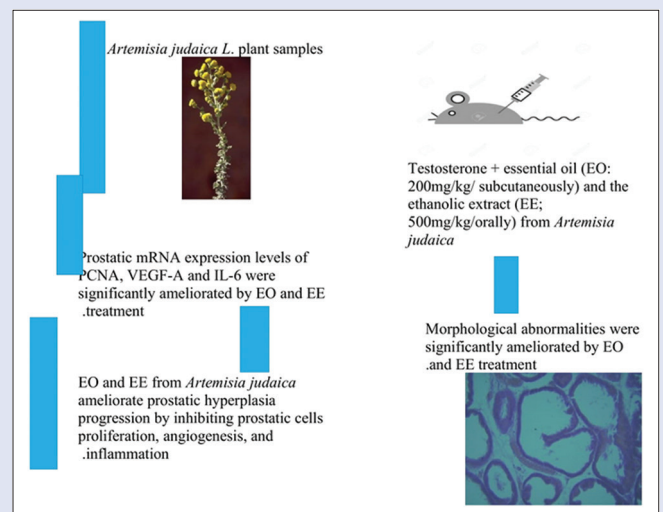 Artemisia judaica L. plant samples
Testosterone + essential oil (EO:
200mg/kg/ subcutaneously) and the
ethanolic extract (EE;
500mg/kg/orally) from Artemisia
judaica
Prostatic mRNA expression levels of
PCNA, VEGF-A and IL-6 were
significantly ameliorated by EO and EE
.treatment
Morphological abnormalities were
significantly ameliorated by EO
.and EE treatment
EO and EE from Artemisia judaica
ameliorate prostatic hyperplasia
progression by inhibiting prostatic cells
proliferation, angiogenesis, and
.inflammation